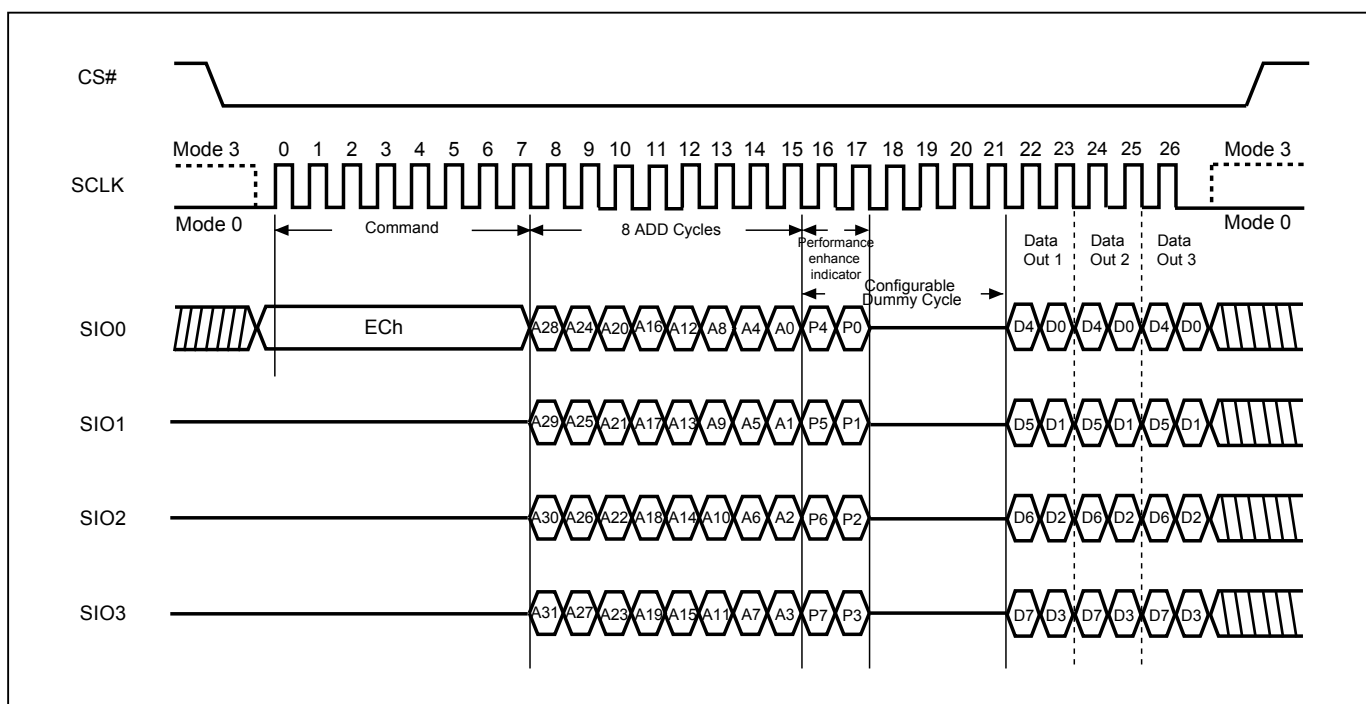 CS#
Mode 3 0 1 2 3 4 5 6 7 8 9 10 11 12 13 14 15 16 17 18 19 20 21 22 23 24 25 26 Mode 3
SCLK
Mode 0 Mode 0
Command 8 ADD Cycles Performance enhance indicator Data Out 1 Data Out 2 Data Out 3
Configurable Dummy Cycle
SIO0 ECh A28 A24 A20 A16 A12 A8 A4 A0 P4 P0 D4 D0 D4 D0 D4 D0
SIO1 A29 A25 A21 A17 A13 A9 A5 A1 P5 P1 D5 D1 D5 D1 D5 D1
SIO2 A30 A26 A22 A18 A14 A10 A6 A2 P6 P2 D6 D2 D6 D2 D6 D2
SIO3 A31 A27 A23 A19 A15 A11 A7 A3 P7 P3 D7 D3 D7 D3 D7 D3